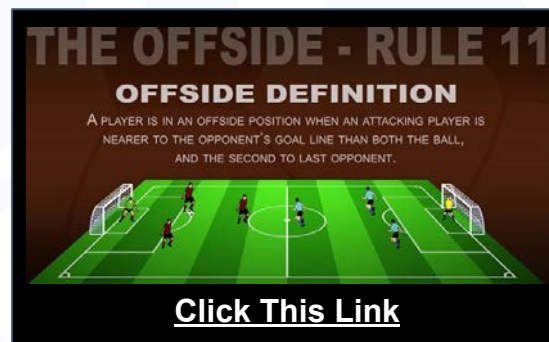 THE OFFSIDE - RULE 11
OFFSIDE DEFINITION
A PLAYER IS IN AN OFFSIDE POSITION WHEN AN ATTACKING PLAYER IS
NEARER TO THE OPPONENT'S GOAL LINE THAN BOTH THE BALL,
AND THE SECOND TO LAST OPPONENT.
Click This Link